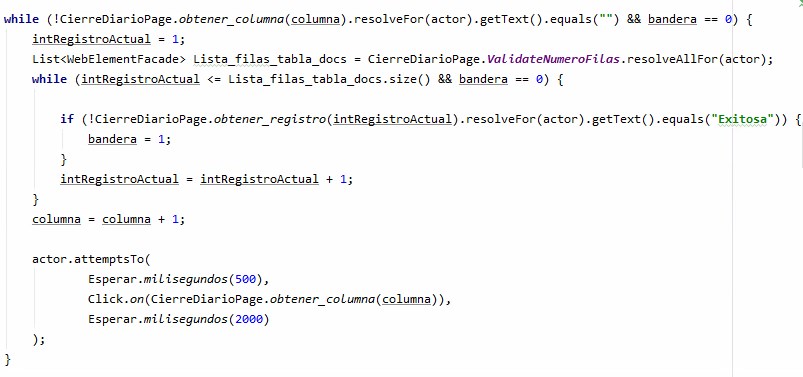 while (!CierreDiarioPage.obtener_columna(columna).resolveFor(actor).getText().equals("") && bandera == 0) {
    intRegistroActual = 1;
    List<WebElementFacade> Lista_filas_tabla_docs = CierreDiarioPage.ValidateNumeroFilas.resolveAllFor(actor);
    while (intRegistroActual <= Lista_filas_tabla_docs.size() && bandera == 0) {
        if (!CierreDiarioPage.obtener_registro(intRegistroActual).resolveFor(actor).getText().equals("Exitosa")) {
            bandera = 1;
        }
        intRegistroActual = intRegistroActual + 1;
    }
    columna = columna + 1;
    actor.attemptsTo(
            Esperar.milisegundos(500),
            Click.on(CierreDiarioPage.obtener_columna(columna)),
            Esperar.milisegundos(2000)
    );
}